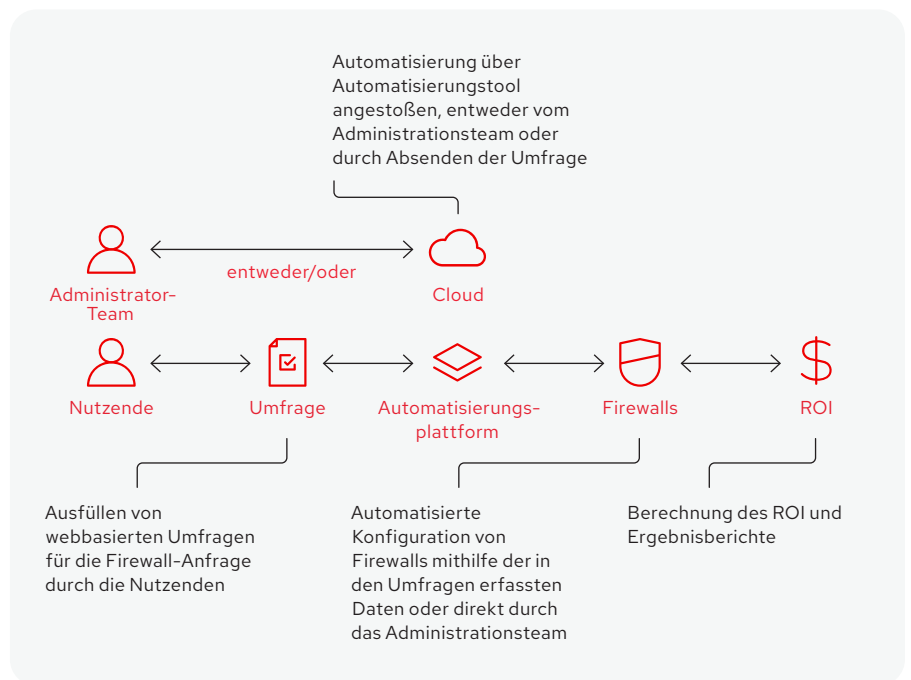 Automatisierung über
Automatisierungstool
angestoßen, entweder vom
Administrationsteam oder
durch Absenden der Umfrage
entweder/oder
Administrator-
Team
Cloud
Nutzende
Umfrage
Automatisierungs-
plattform
Firewalls
ROI
Ausfüllen von
webbasierten Umfragen
für die Firewall-Anfrage
durch die Nutzenden
Automatisierte
Konfiguration von
Firewalls mithilfe der in
den Umfragen erfassten
Daten oder direkt durch
das Administrationsteam
Berechnung des ROI und
Ergebnisberichte